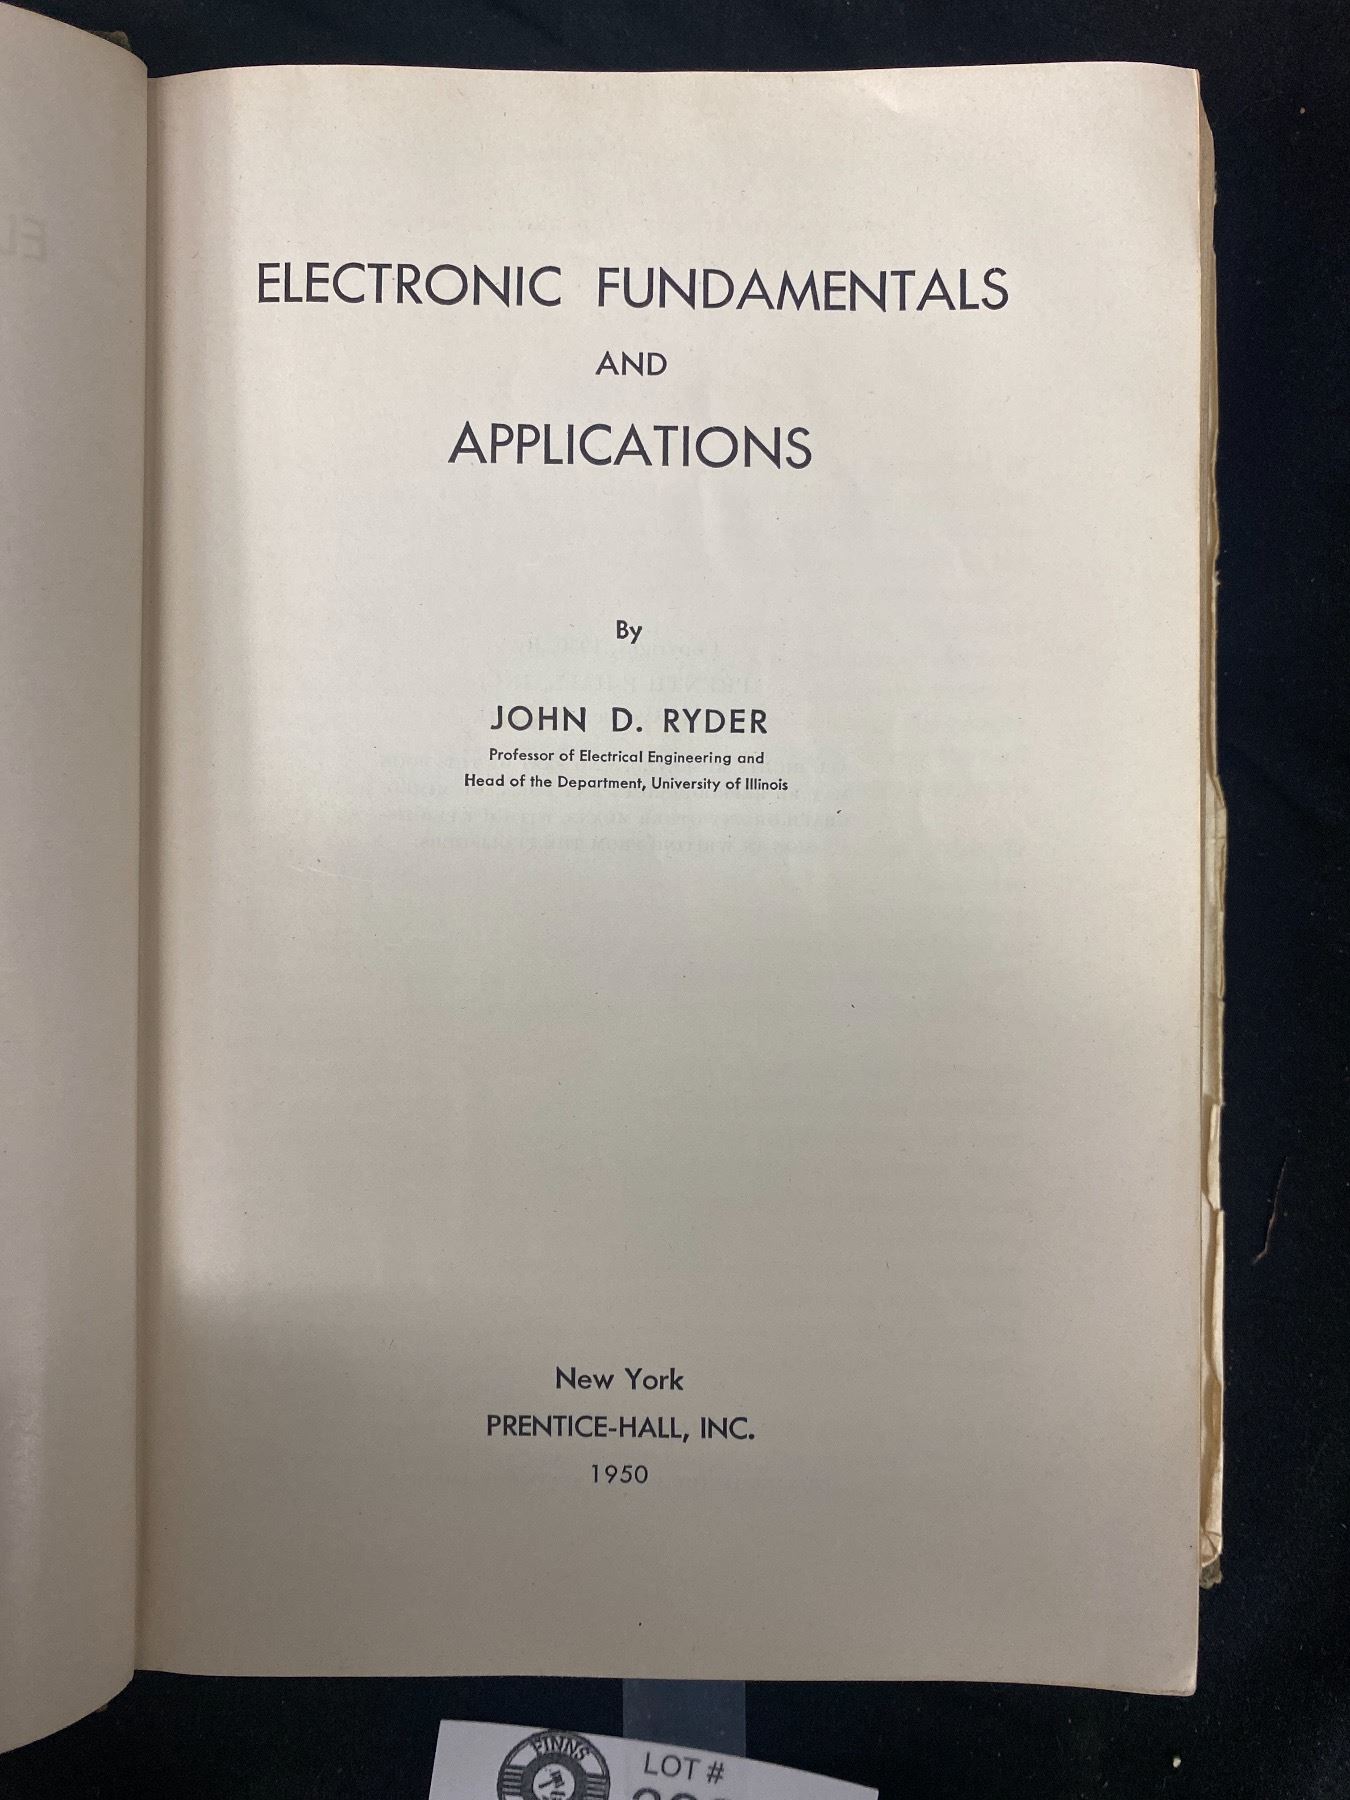 ELECTRONIC FUNDAMENTALS
AND
APPLICATIONS
By
JOHN D. RYDER
Professor of Electrical Engineering and
Head of the Department, University of Illinois
New York
PRENTICE-HALL, INC.
1950
FINNS
LOT #